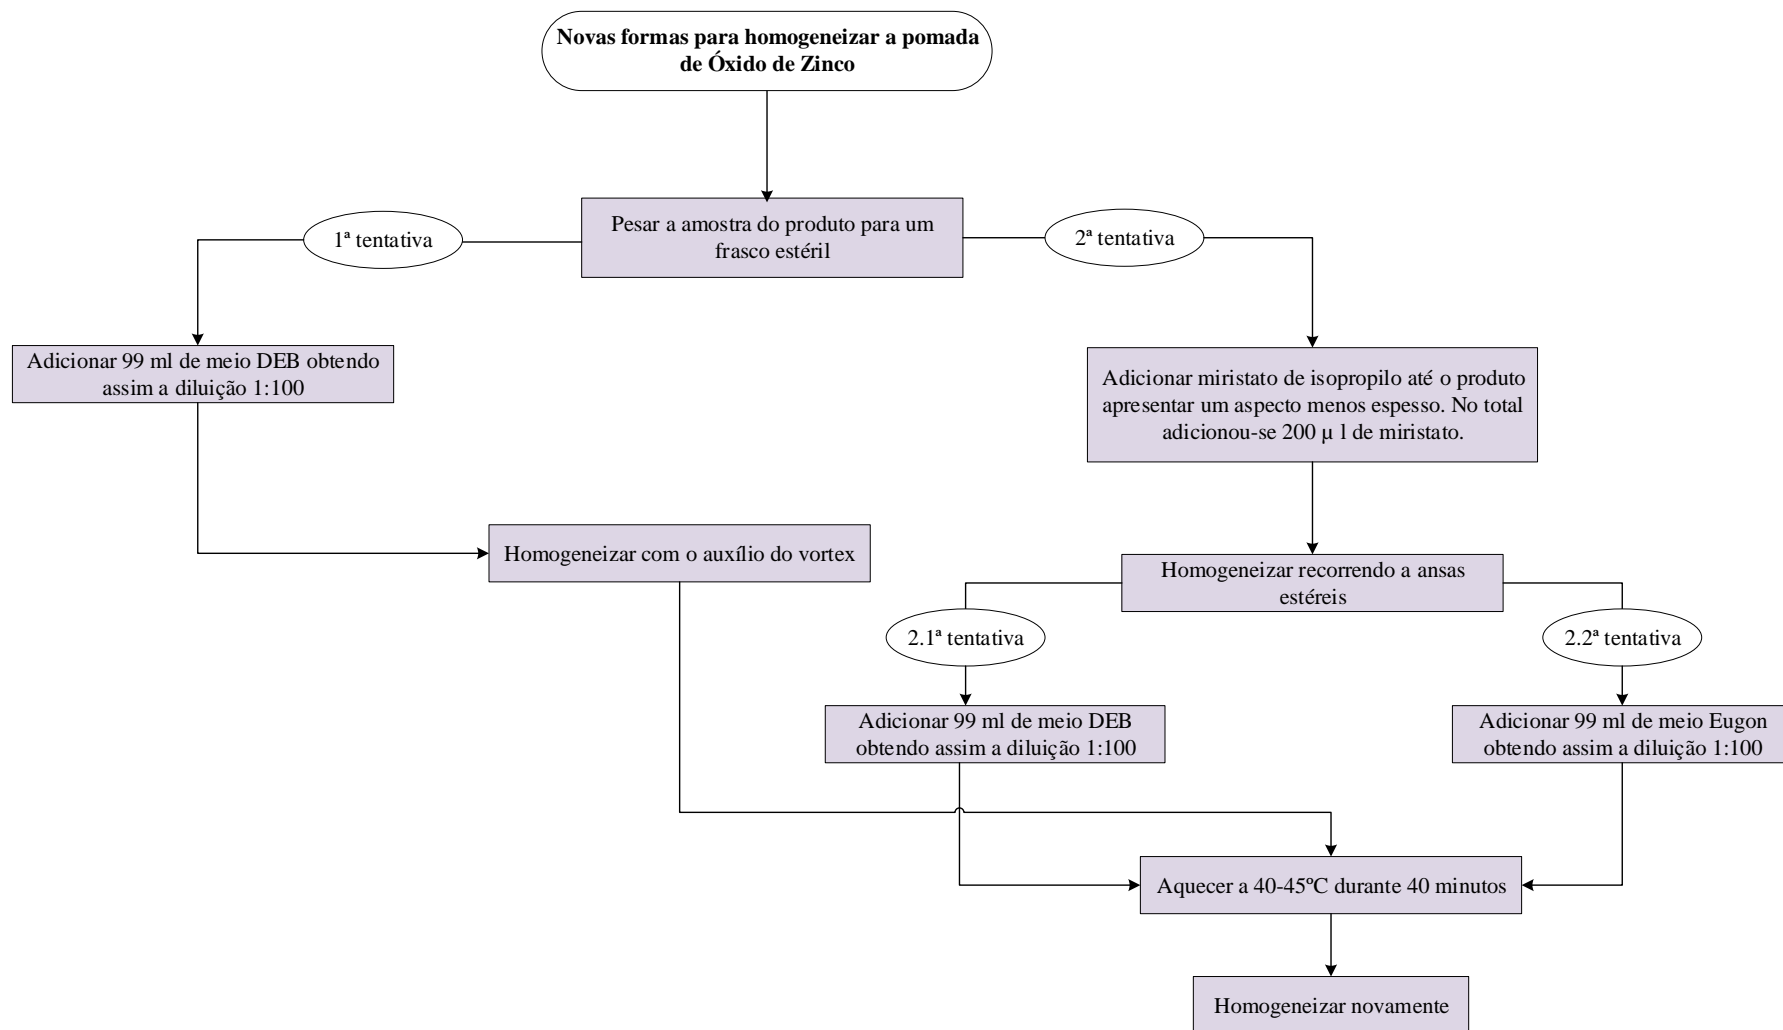 Novas formas para homogeneizar a pomada
de Óxido de Zinco
Pesar a amostra do produto para um
frasco estéril
1ª tentativa
2ª tentativa
Adicionar 99 ml de meio DEB obtendo
assim a diluição 1:100
Adicionar miristato de isopropilo até o produto
apresentar um aspecto menos espesso. No total
adicionou-se 200 µ l de miristato.
Homogeneizar com o auxílio do vortex
Homogeneizar recorrendo a ansas
estéreis
2.1ª tentativa
2.2ª tentativa
Adicionar 99 ml de meio DEB
obtendo assim a diluição 1:100
Adicionar 99 ml de meio Eugon
obtendo assim a diluição 1:100
Aquecer a 40-45ºC durante 40 minutos
Homogeneizar novamente